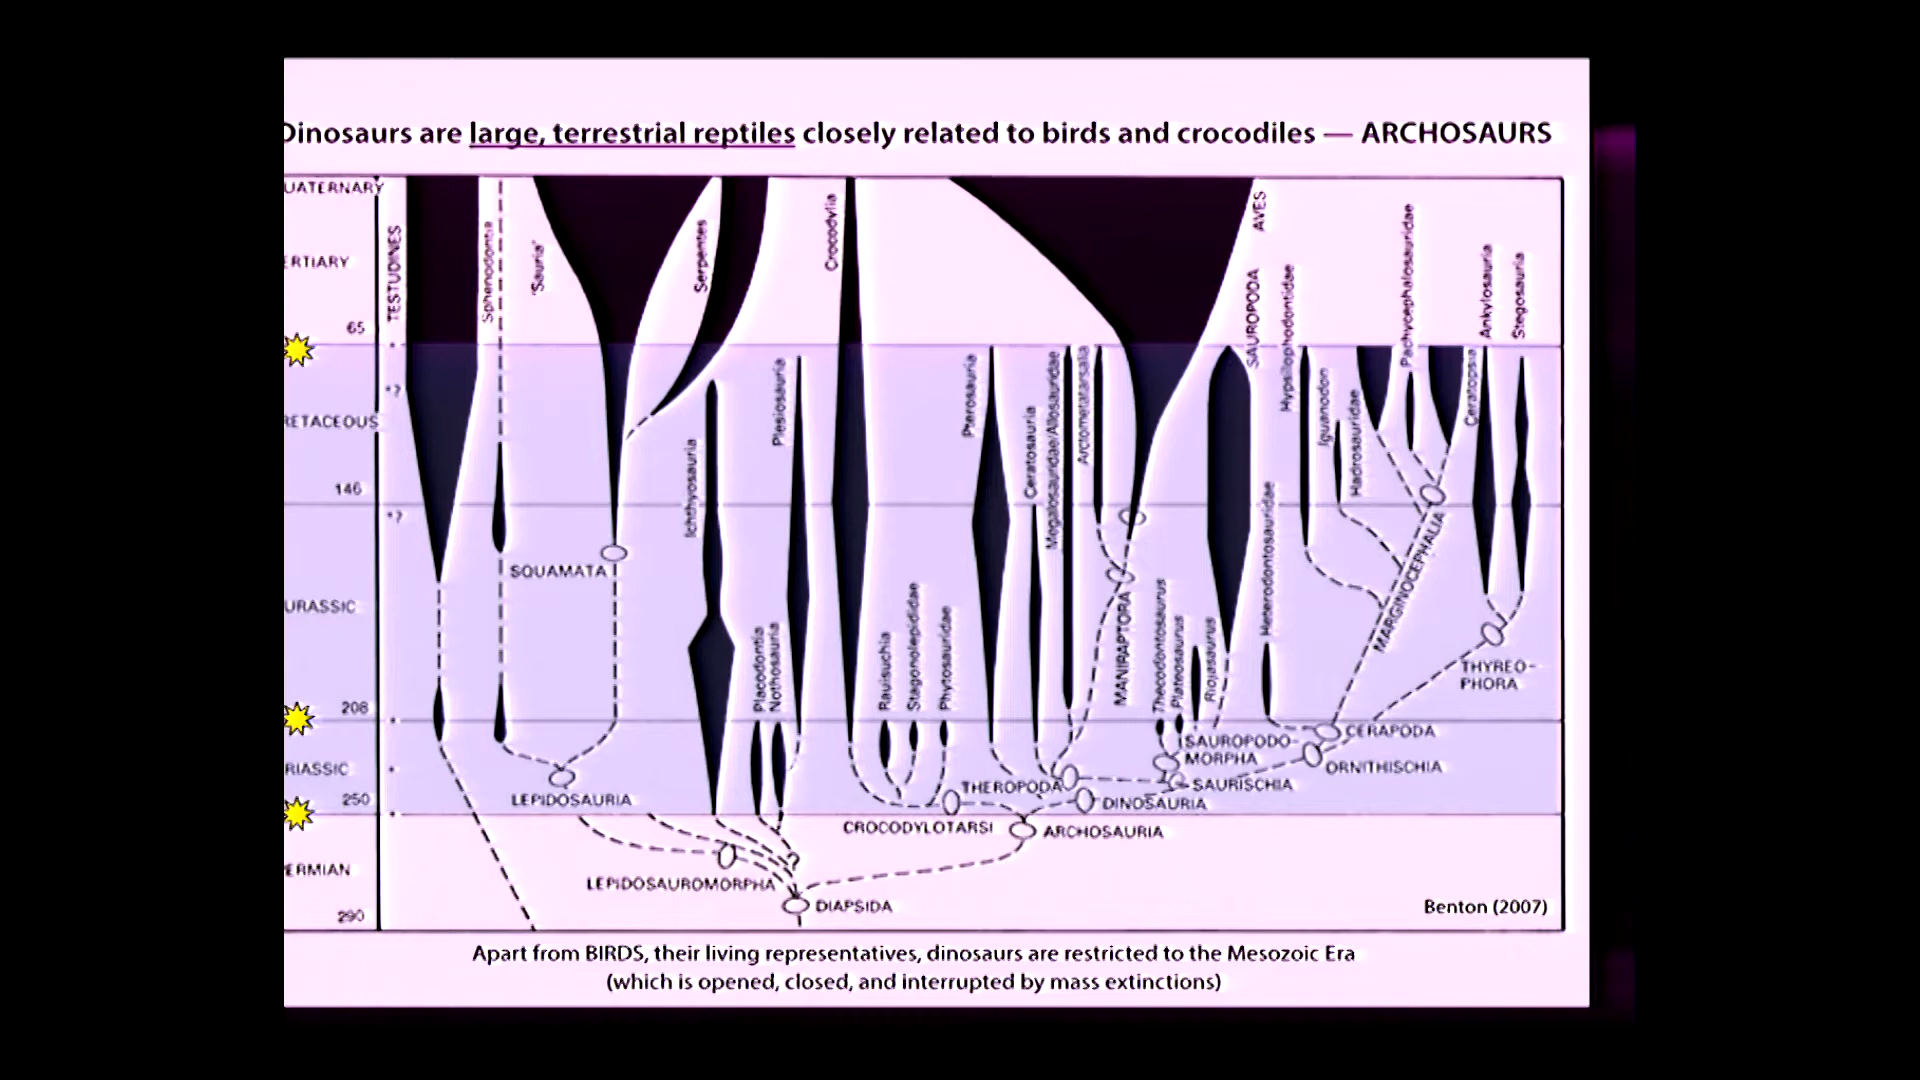 Dinosaurs are large, terrestrial reptiles closely related to birds and crocodiles — ARCHOSAURS
UATERNARY
ERTIARY
65
RETACEOUS
146
URASSIC
208
RIASSIC
250
ERMIAN
290
TESTUDINES
*?
*?
Sphenodontia
"Sauria"
Serpentes
Crocodylia
AVES
SQUAMATA
Ichthyosauria
Plesiosauria
Placodontia
Nothosauria
Rauisuchia
Stagonolepididae
Phytosauridae
Pterosauria
Ceratosauria
Megalosauridae/Allosauridae
Arctometatarsalia
MANIRAPTORA
Thecodontosaurus
Plateosaurus
Riojasaurus
SAUROPODA
Heterodontosauridae
Hypsilophodontidae
Iguanodon
Hadrosauridae
Pachycephalosauridae
Ceratopsia
Ankylosauria
Stegosauria
MARGINOCEPHALIA
THYREO-
PHORA
CERAPODA
ORNITHISCHIA
SAUROPODO-
MORPHA
SAURISCHIA
THEROPODA
DINOSAURIA
LEPIDOSAURIA
CROCODYLOTARSI
ARCHOSAURIA
?
LEPIDOSAUROMORPHA
DIAPSIDA
Benton (2007)
Apart from BIRDS, their living representatives, dinosaurs are restricted to the Mesozoic Era
(which is opened, closed, and interrupted by mass extinctions)